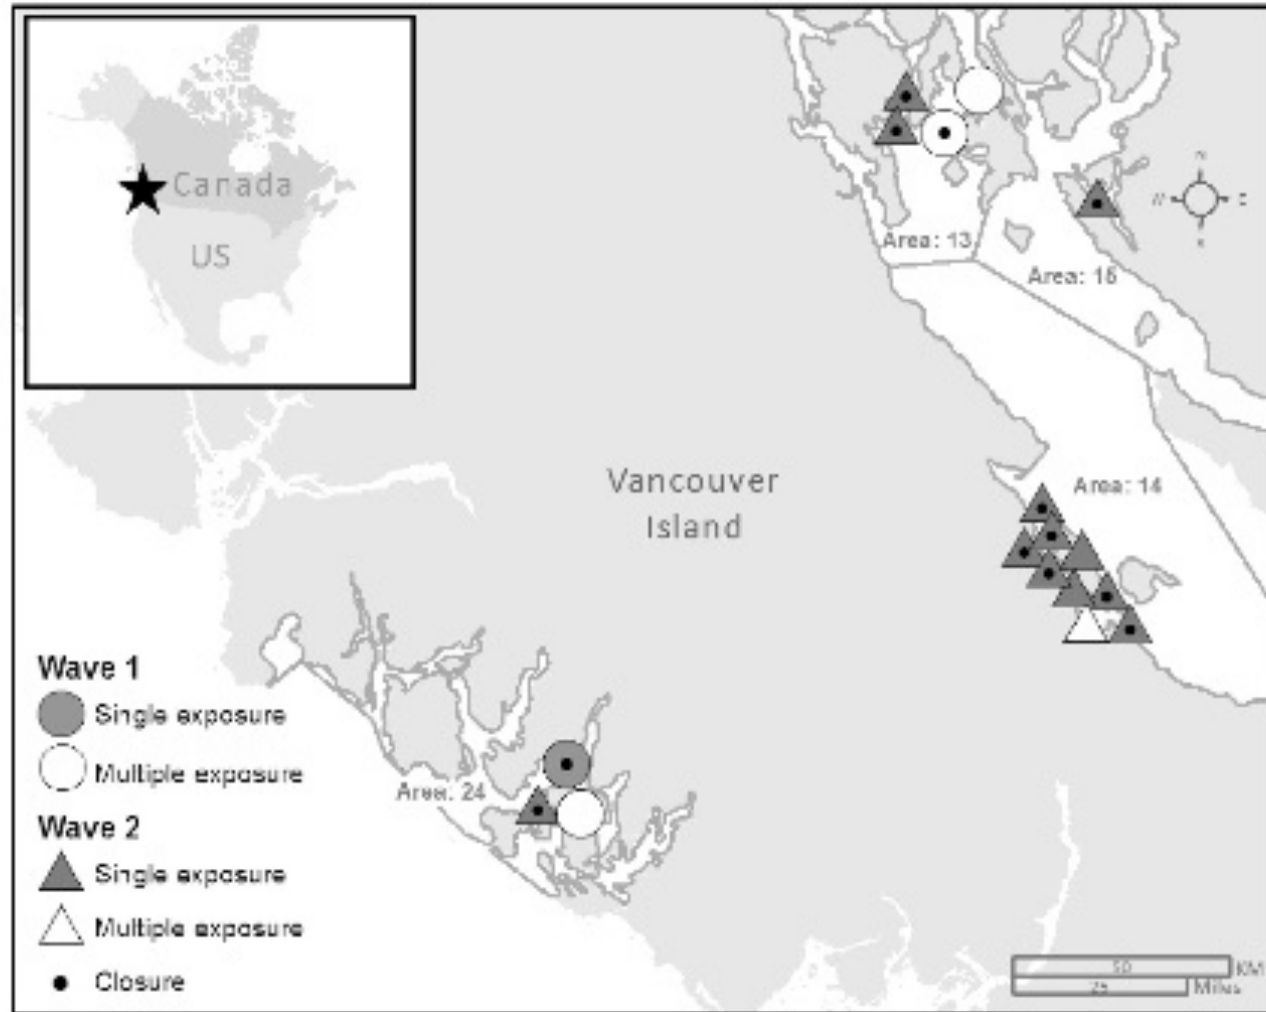 Canada
US
N
Area: 13
Area: 15
Vancouver
Island
Area: 14
Area: 24
Wave 1
Single exposure
Multiple exposure
Wave 2
Single exposure
Multiple exposure
Closure
50 KM
25 Miles